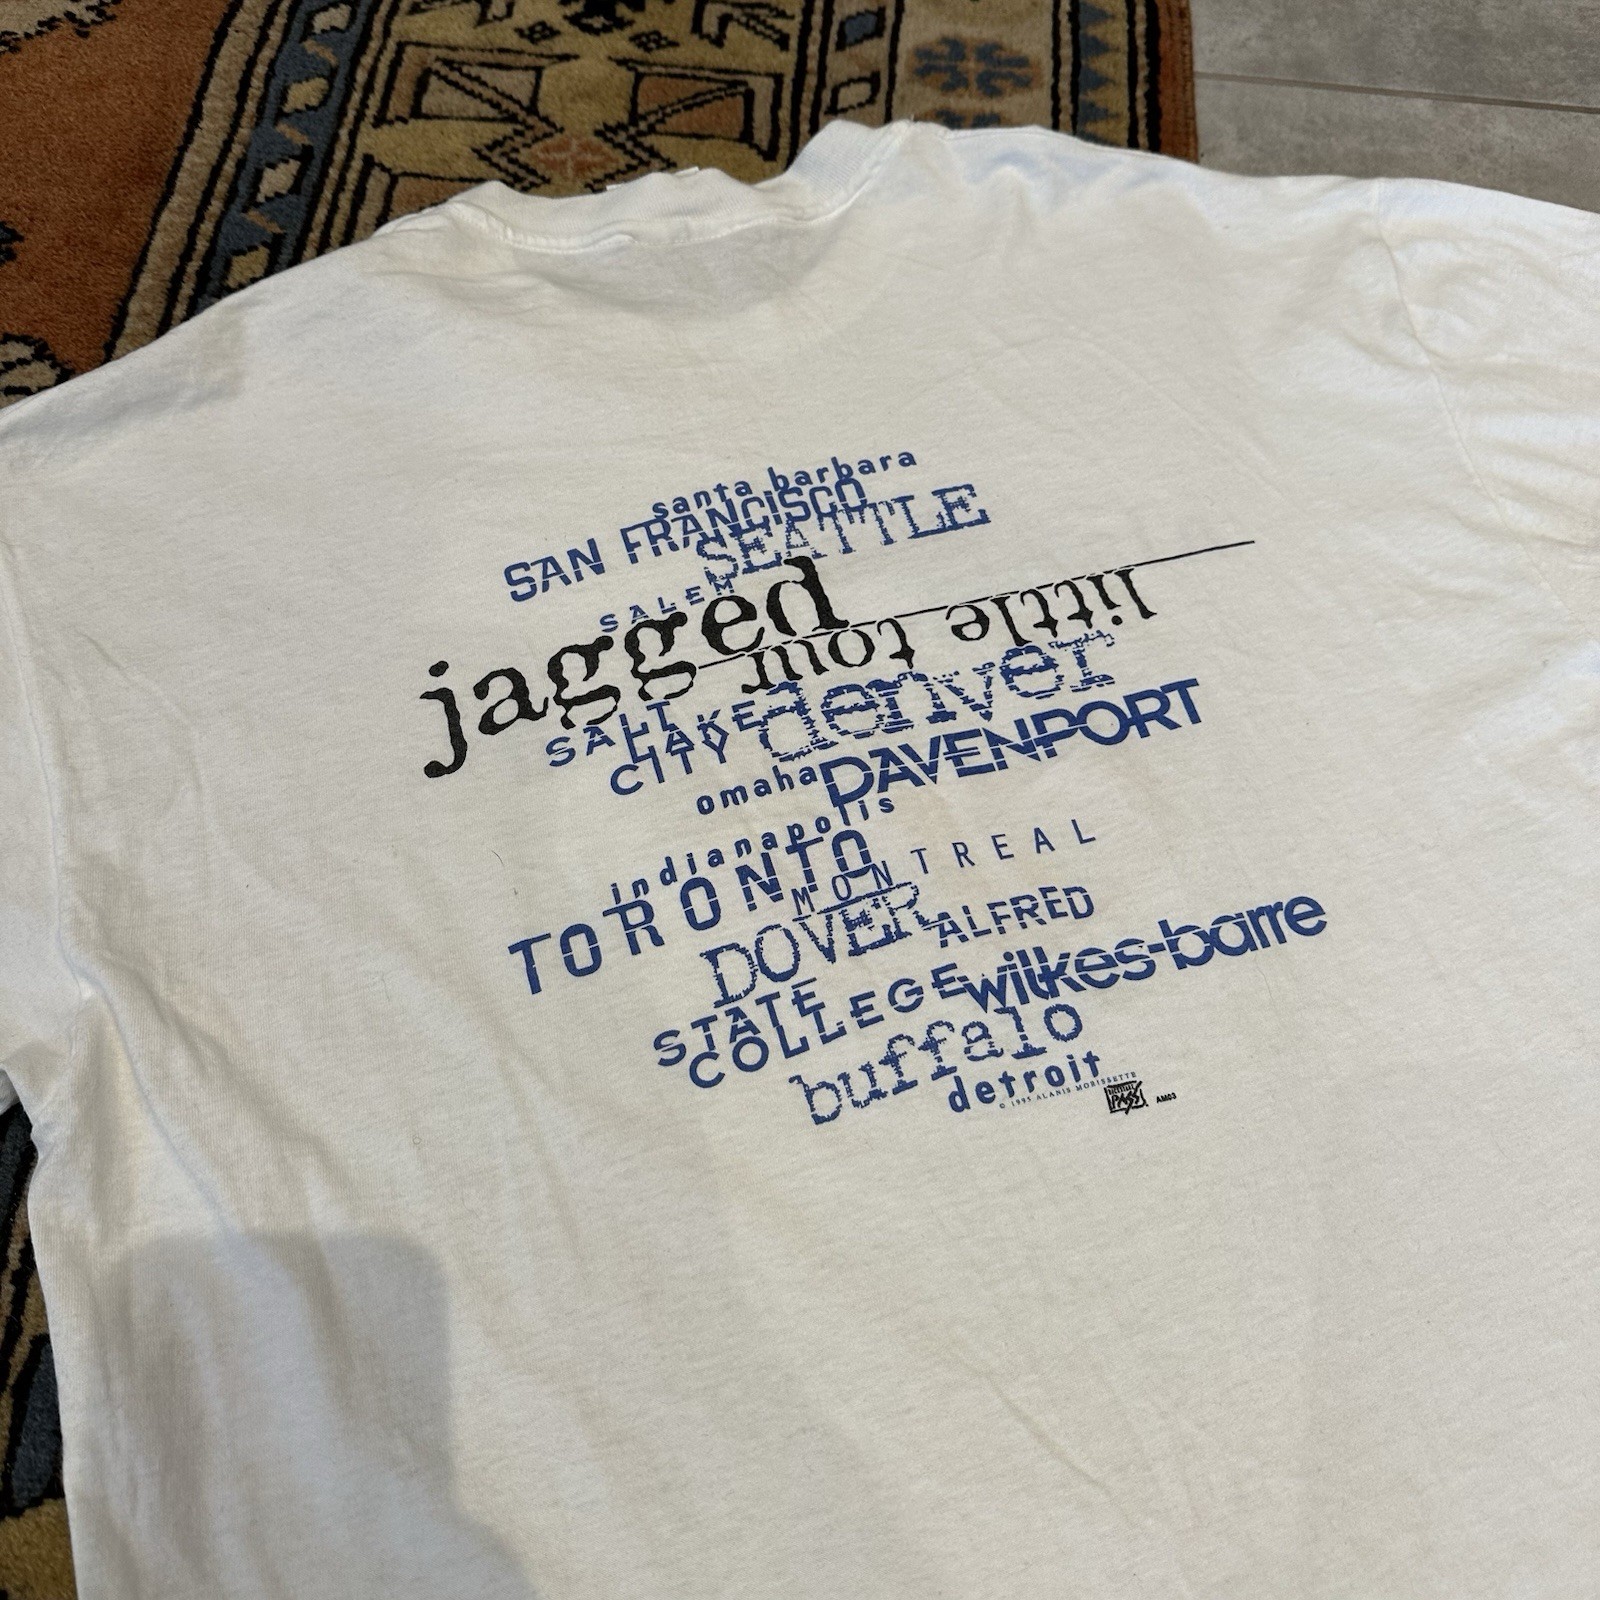 santa barbara
SAN FRANCISCO
SEATTLE
SALEM
jagged
little tour
denver
SALT
LAKE
CITY
omaha
DAVENPORT
indianapolis
TORONTO
MONTREAL
DOVER
ALFRED
STATE
COLLEGE
wilkes-barre
buffalo
detroit
© 1995 ALANIS MORISSETTE
PASS
AM03